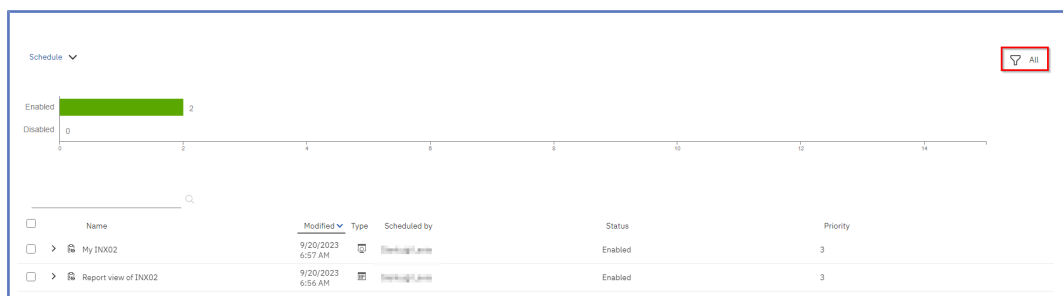 Schedule
All
Enabled 2
Disabled 0
0 2 4 6 8 10 12 14
Name Modified Type Scheduled by Status Priority
My INX02 9/20/2023 6:57 AM Enabled 3
Report view of INX02 9/20/2023 6:56 AM Enabled 3